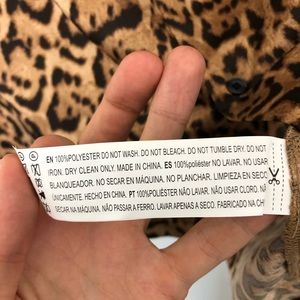 EN 100%POLYESTER DO NOT WASH. DO NOT BLEACH. DO NOT TUMBLE DRY. DO NOT
IRON. DRY CLEAN ONLY. MADE IN CHINA. ES 100%poliéster NO LAVAR. NO USAR
BLANQUEADOR. NO SECAR EN MÁQUINA. NO PLANCHAR. LIMPIEZA EN SECO
ÚNICAMENTE. HECHO EN CHINA. PT 100%POLIÉSTER NÃO LAVAR. NÃO USAR CLORO. NÃO
SECAR NA MÁQUINA. NÃO PASSAR A FERRO. LAVAR APENAS A SECO. FABRICADO NA